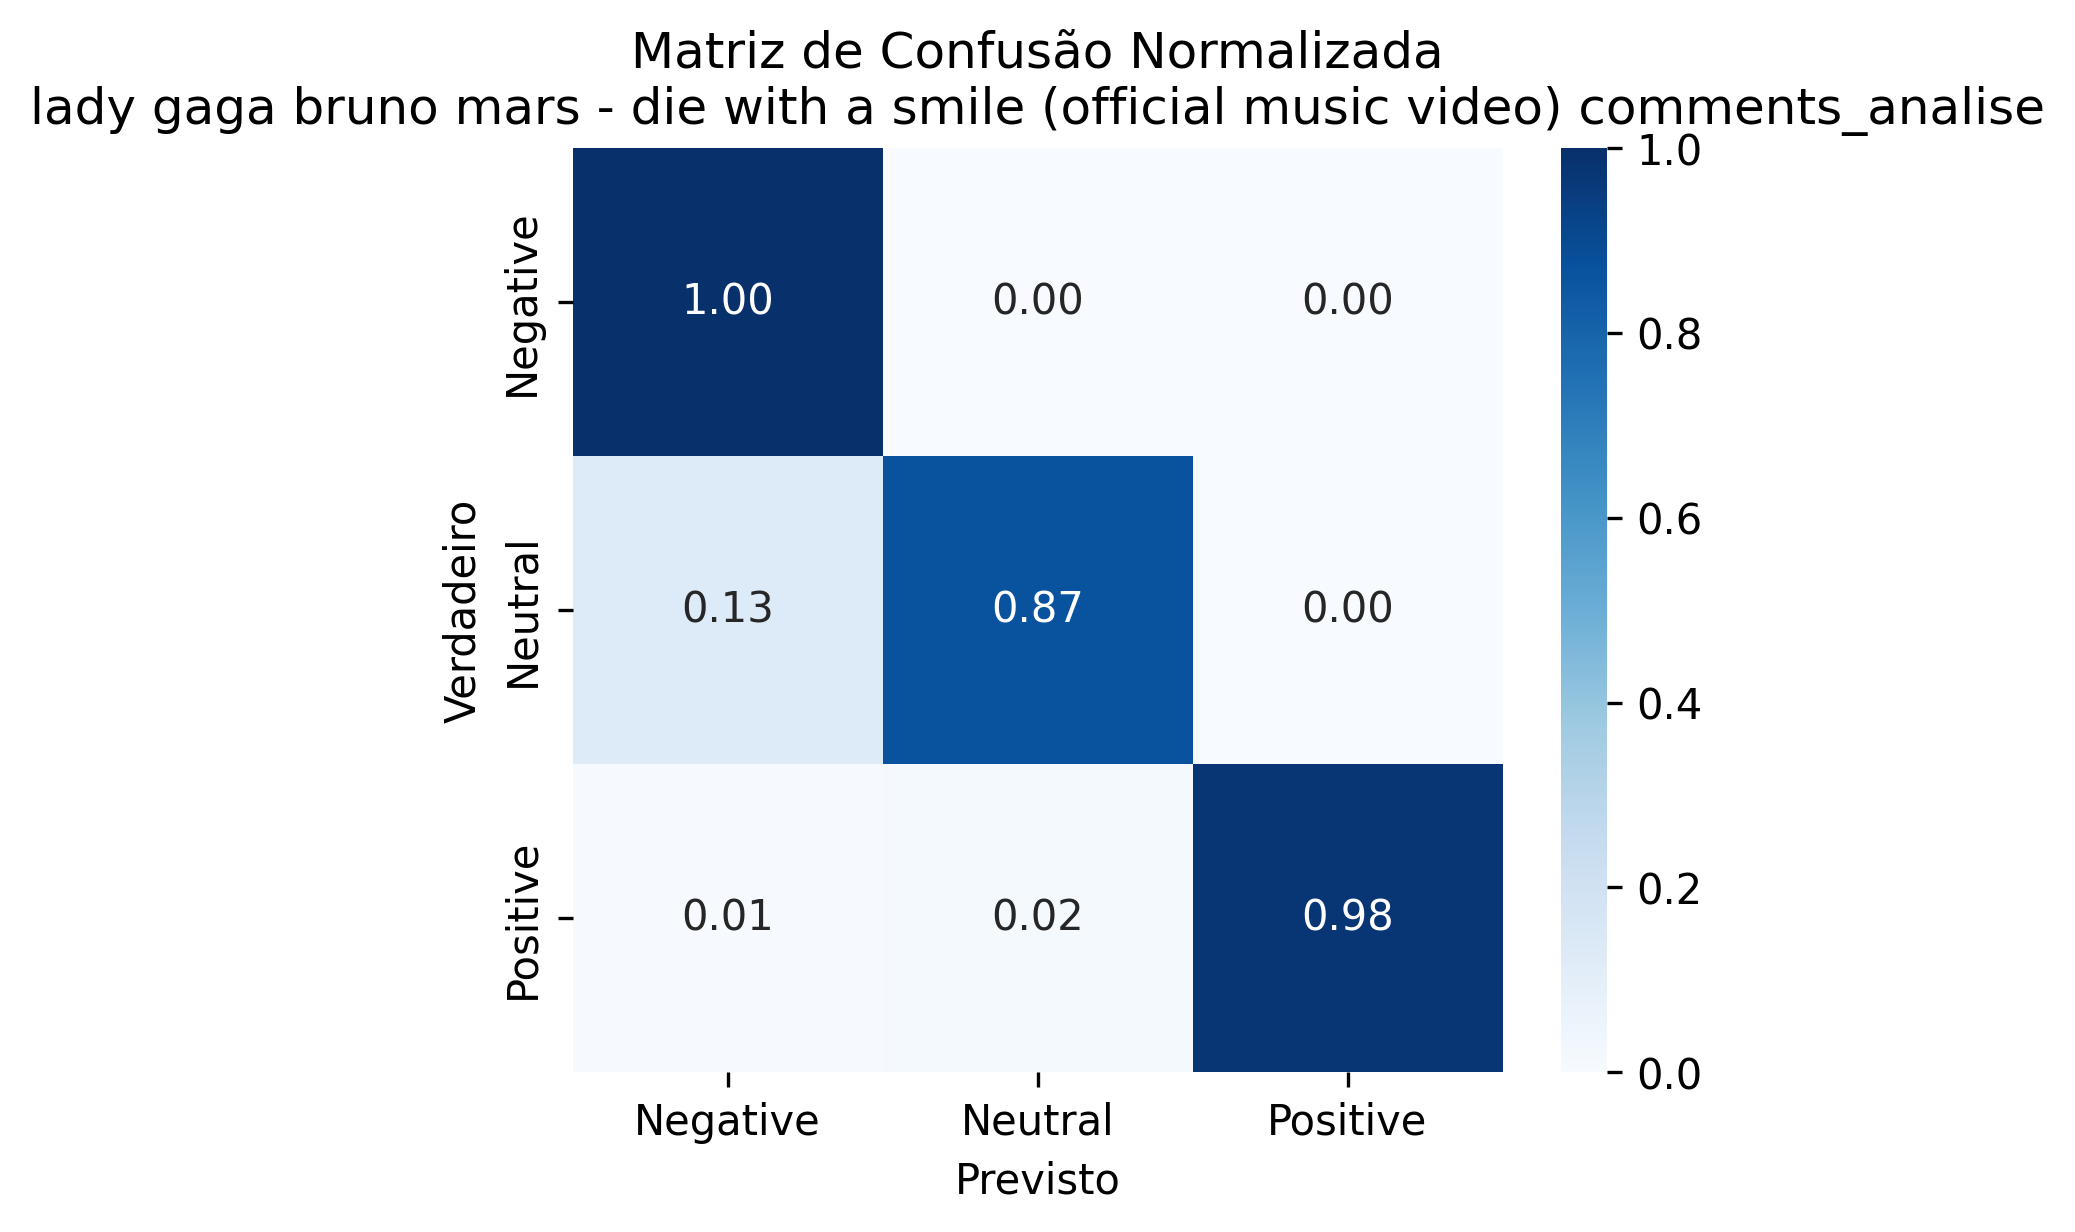 Matriz de Confusão Normalizada
lady gaga bruno mars - die with a smile (official music video) comments_analise
Verdadeiro
Negative
1.00 0.00 0.00
Neutral
0.13 0.87 0.00
Positive
0.01 0.02 0.98
Negative Neutral Positive
Previsto
1.0
0.8
0.6
0.4
0.2
0.0